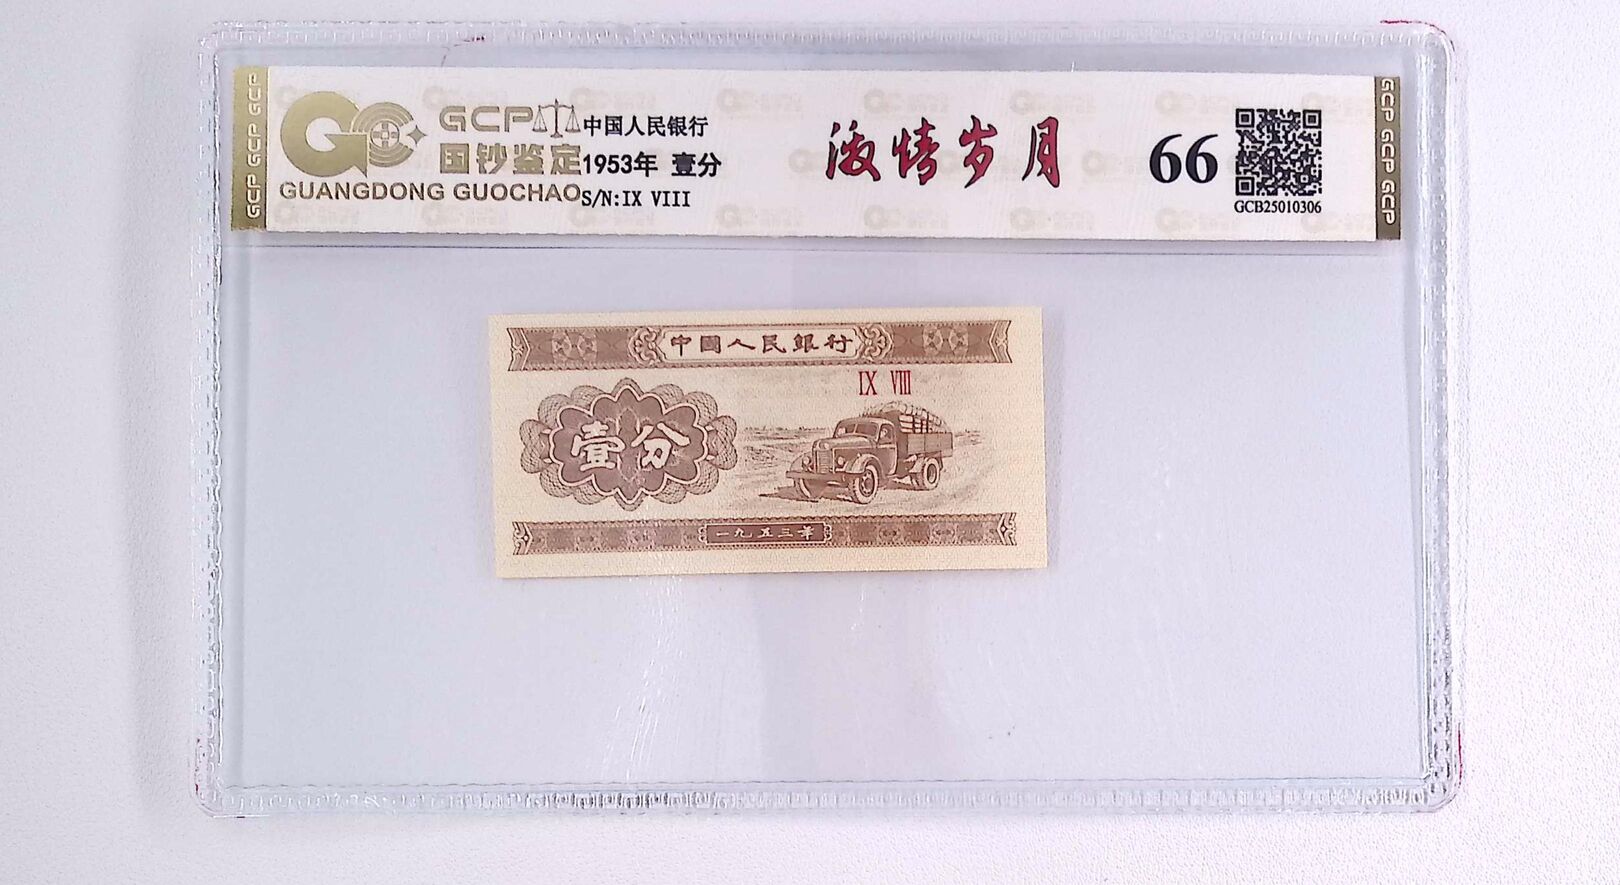 GCP GCP GCP
GCP
国钞鉴定
GUANGDONG GUOCHAO
中国人民银行
1953年 壹分
S/N:IX VIII
激情岁月
66
GCB25010306
GCP GCP GCP
中國人民銀行
IX VIII
壹分
一九五三年